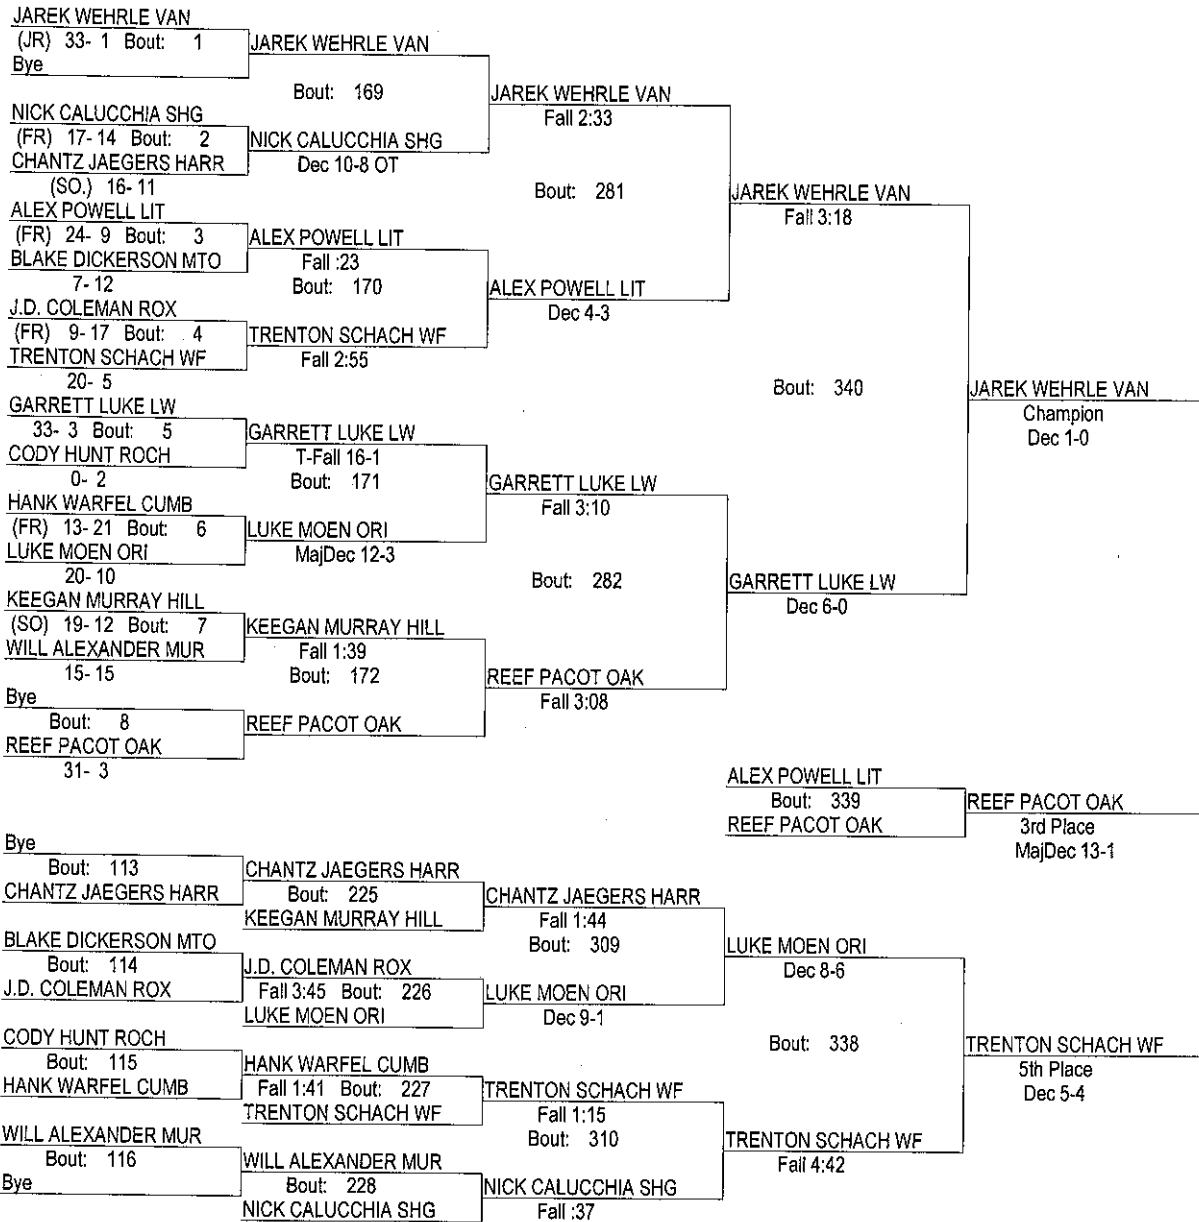 JAREK WEHRLE VAN
(JR) 33- 1 Bout: 1
Bye
JAREK WEHRLE VAN
Bout: 169
NICK CALUCCHIA SHG
(FR) 17- 14 Bout: 2
CHANTZ JAEGERS HARR
(SO.) 16- 11
NICK CALUCCHIA SHG
Dec 10-8 OT
JAREK WEHRLE VAN
Fall 2:33
Bout: 281
ALEX POWELL LIT
(FR) 24- 9 Bout: 3
BLAKE DICKERSON MTO
7- 12
ALEX POWELL LIT
Fall :23
Bout: 170
J.D. COLEMAN ROX
(FR) 9- 17 Bout: 4
TRENTON SCHACH WF
20- 5
TRENTON SCHACH WF
Fall 2:55
ALEX POWELL LIT
Dec 4-3
JAREK WEHRLE VAN
Fall 3:18
Bout: 340
JAREK WEHRLE VAN
Champion
Dec 1-0
GARRETT LUKE LW
33- 3 Bout: 5
CODY HUNT ROCH
0- 2
GARRETT LUKE LW
T-Fall 16-1
Bout: 171
HANK WARFEL CUMB
(FR) 13- 21 Bout: 6
LUKE MOEN ORI
20- 10
LUKE MOEN ORI
MajDec 12-3
GARRETT LUKE LW
Fall 3:10
Bout: 282
KEEGAN MURRAY HILL
(SO) 19- 12 Bout: 7
WILL ALEXANDER MUR
15- 15
KEEGAN MURRAY HILL
Fall 1:39
Bout: 172
Bye
Bout: 8
REEF PACOT OAK
31- 3
REEF PACOT OAK
REEF PACOT OAK
Fall 3:08
GARRETT LUKE LW
Dec 6-0
ALEX POWELL LIT
Bout: 339
REEF PACOT OAK
REEF PACOT OAK
3rd Place
MajDec 13-1
Bye
Bout: 113
CHANTZ JAEGERS HARR
CHANTZ JAEGERS HARR
Bout: 225
KEEGAN MURRAY HILL
CHANTZ JAEGERS HARR
Fall 1:44
Bout: 309
BLAKE DICKERSON MTO
Bout: 114
J.D. COLEMAN ROX
J.D. COLEMAN ROX
Fall 3:45 Bout: 226
LUKE MOEN ORI
LUKE MOEN ORI
Dec 9-1
LUKE MOEN ORI
Dec 8-6
Bout: 338
CODY HUNT ROCH
Bout: 115
HANK WARFEL CUMB
HANK WARFEL CUMB
Fall 1:41 Bout: 227
TRENTON SCHACH WF
TRENTON SCHACH WF
Fall 1:15
Bout: 310
WILL ALEXANDER MUR
Bout: 116
Bye
WILL ALEXANDER MUR
Bout: 228
NICK CALUCCHIA SHG
NICK CALUCCHIA SHG
Fall :37
TRENTON SCHACH WF
Fall 4:42
TRENTON SCHACH WF
5th Place
Dec 5-4